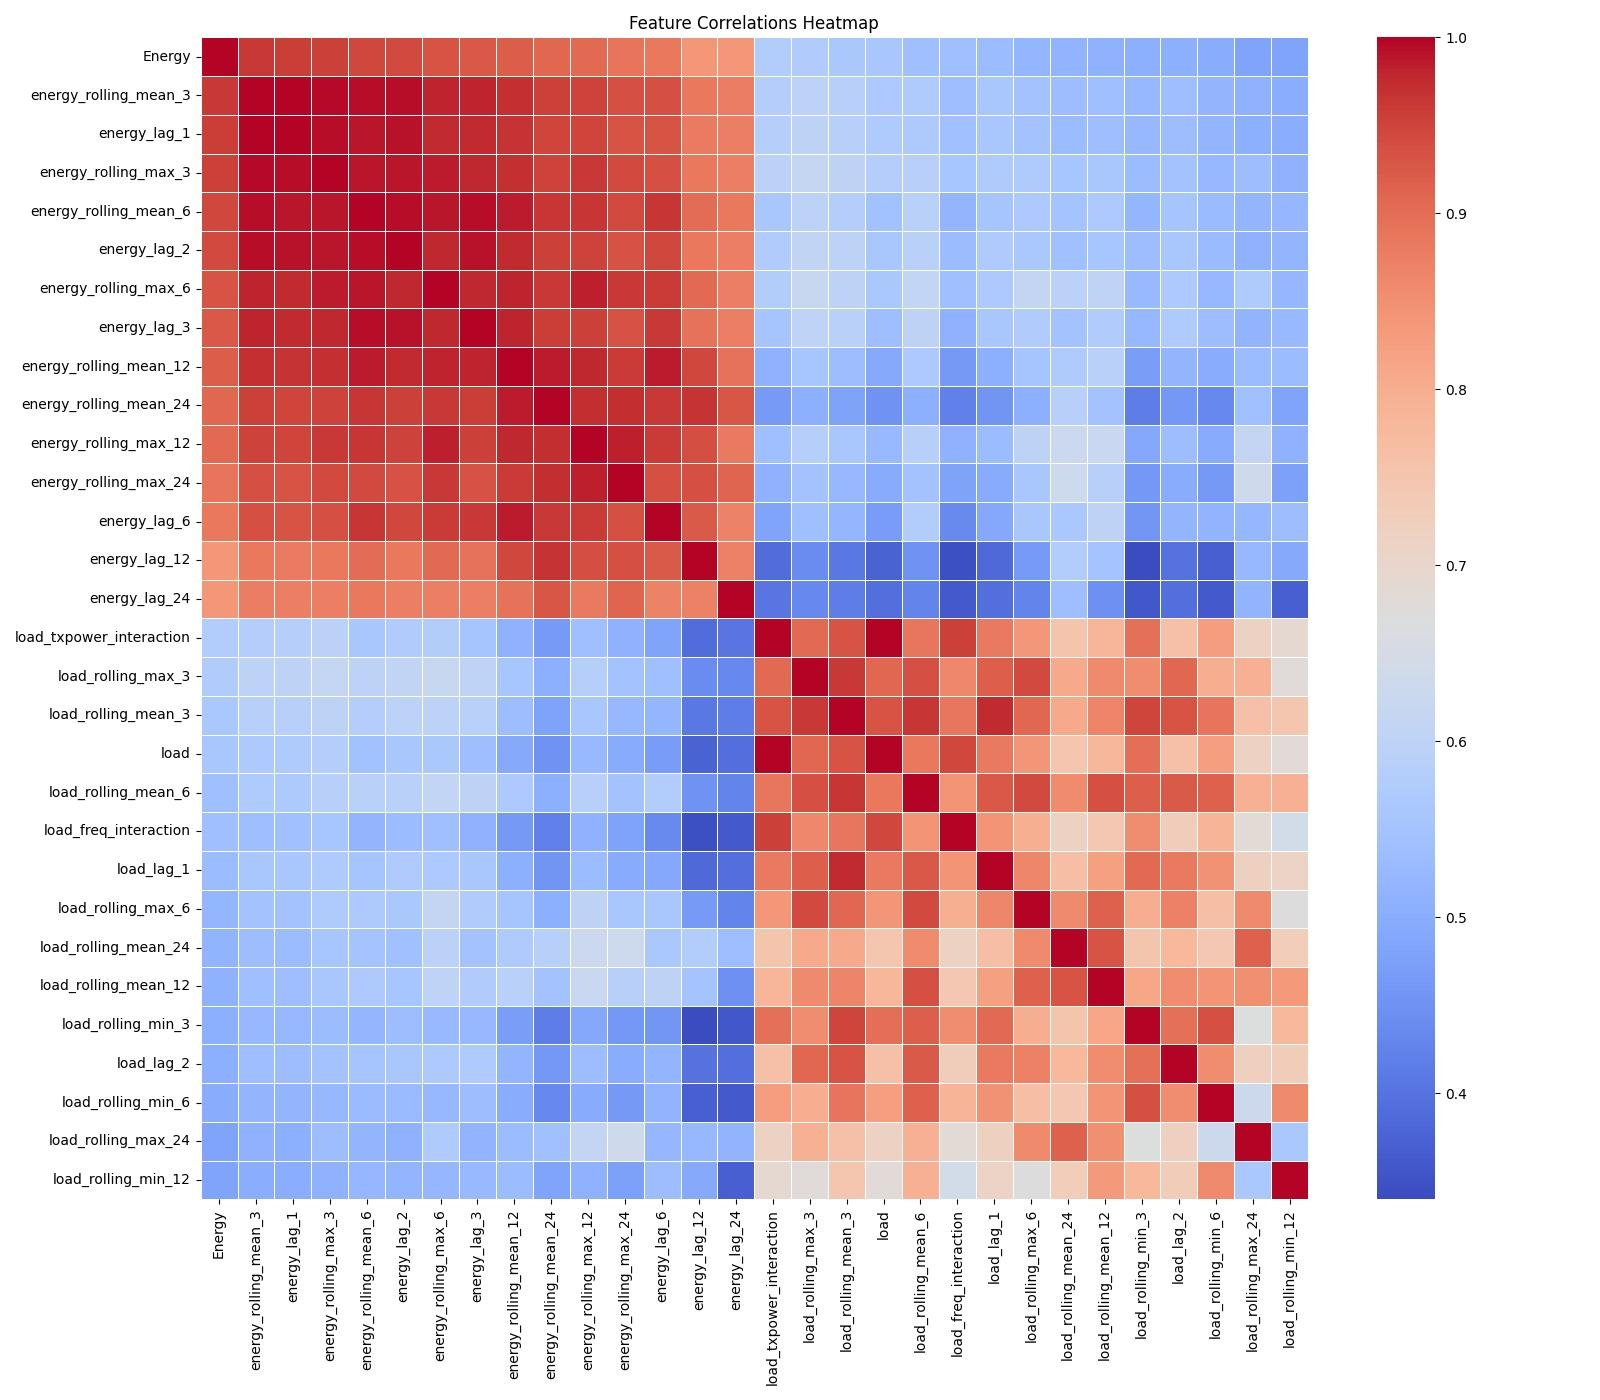 Feature Correlations Heatmap
Energy
energy_rolling_mean_3
energy_lag_1
energy_rolling_max_3
energy_rolling_mean_6
energy_lag_2
energy_rolling_max_6
energy_lag_3
energy_rolling_mean_12
energy_rolling_mean_24
energy_rolling_max_12
energy_rolling_max_24
energy_lag_6
energy_lag_12
energy_lag_24
load_txpower_interaction
load_rolling_max_3
load_rolling_mean_3
load
load_rolling_mean_6
load_freq_interaction
load_lag_1
load_rolling_max_6
load_rolling_mean_24
load_rolling_mean_12
load_rolling_min_3
load_lag_2
load_rolling_min_6
load_rolling_max_24
load_rolling_min_12
Energy
energy_rolling_mean_3
energy_lag_1
energy_rolling_max_3
energy_rolling_mean_6
energy_lag_2
energy_rolling_max_6
energy_lag_3
energy_rolling_mean_12
energy_rolling_mean_24
energy_rolling_max_12
energy_rolling_max_24
energy_lag_6
energy_lag_12
energy_lag_24
load_txpower_interaction
load_rolling_max_3
load_rolling_mean_3
load
load_rolling_mean_6
load_freq_interaction
load_lag_1
load_rolling_max_6
load_rolling_mean_24
load_rolling_mean_12
load_rolling_min_3
load_lag_2
load_rolling_min_6
load_rolling_max_24
load_rolling_min_12
1.0
0.9
0.8
0.7
0.6
0.5
0.4